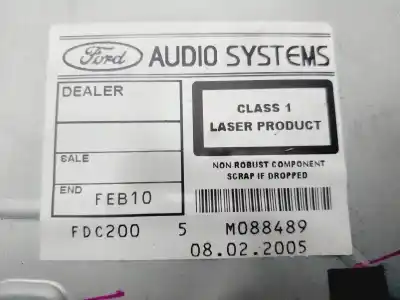 Ford AUDIO SYSTEMS
DEALER
CLASS 1
LASER PRODUCT
SALE
NON-ROBUST COMPONENT
SCRAP IF DROPPED
END FEB10
FDC200 5 M088489
08.02.2005